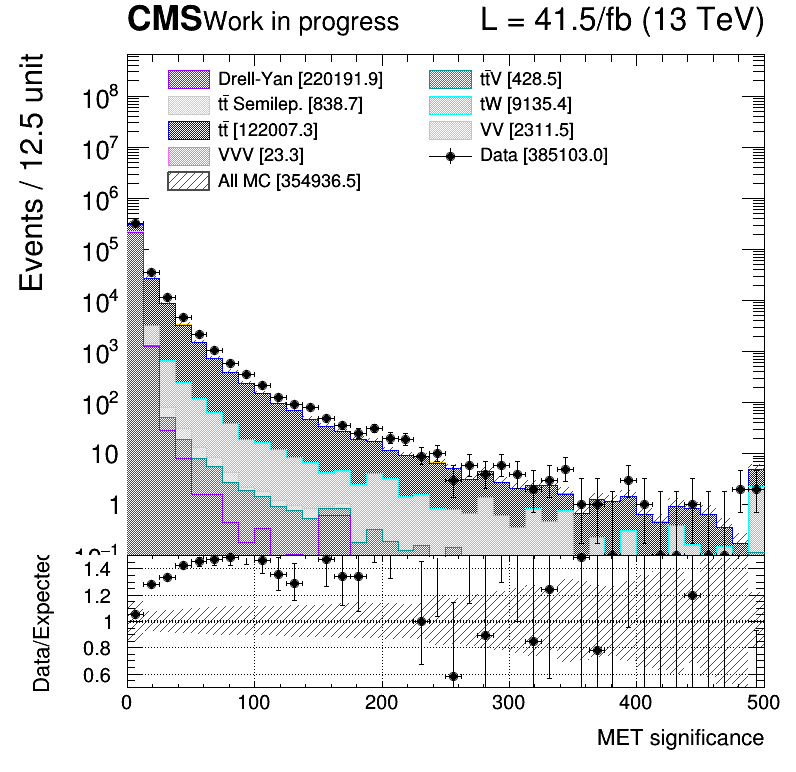 CMS Work in progress L = 41.5/fb (13 TeV)
Drell-Yan [220191.9] tt̄V [428.5]
tt̄ Semilep. [838.7] tW [9135.4]
tt̄ [122007.3] VV [2311.5]
VVV [23.3] Data [385103.0]
All MC [354936.5]
Events / 12.5 unit
10⁸
10⁷
10⁶
10⁵
10⁴
10³
10²
10
1
10⁻¹
Data/Expected
1.4
1.2
1
0.8
0.6
0 100 200 300 400 500
MET significance